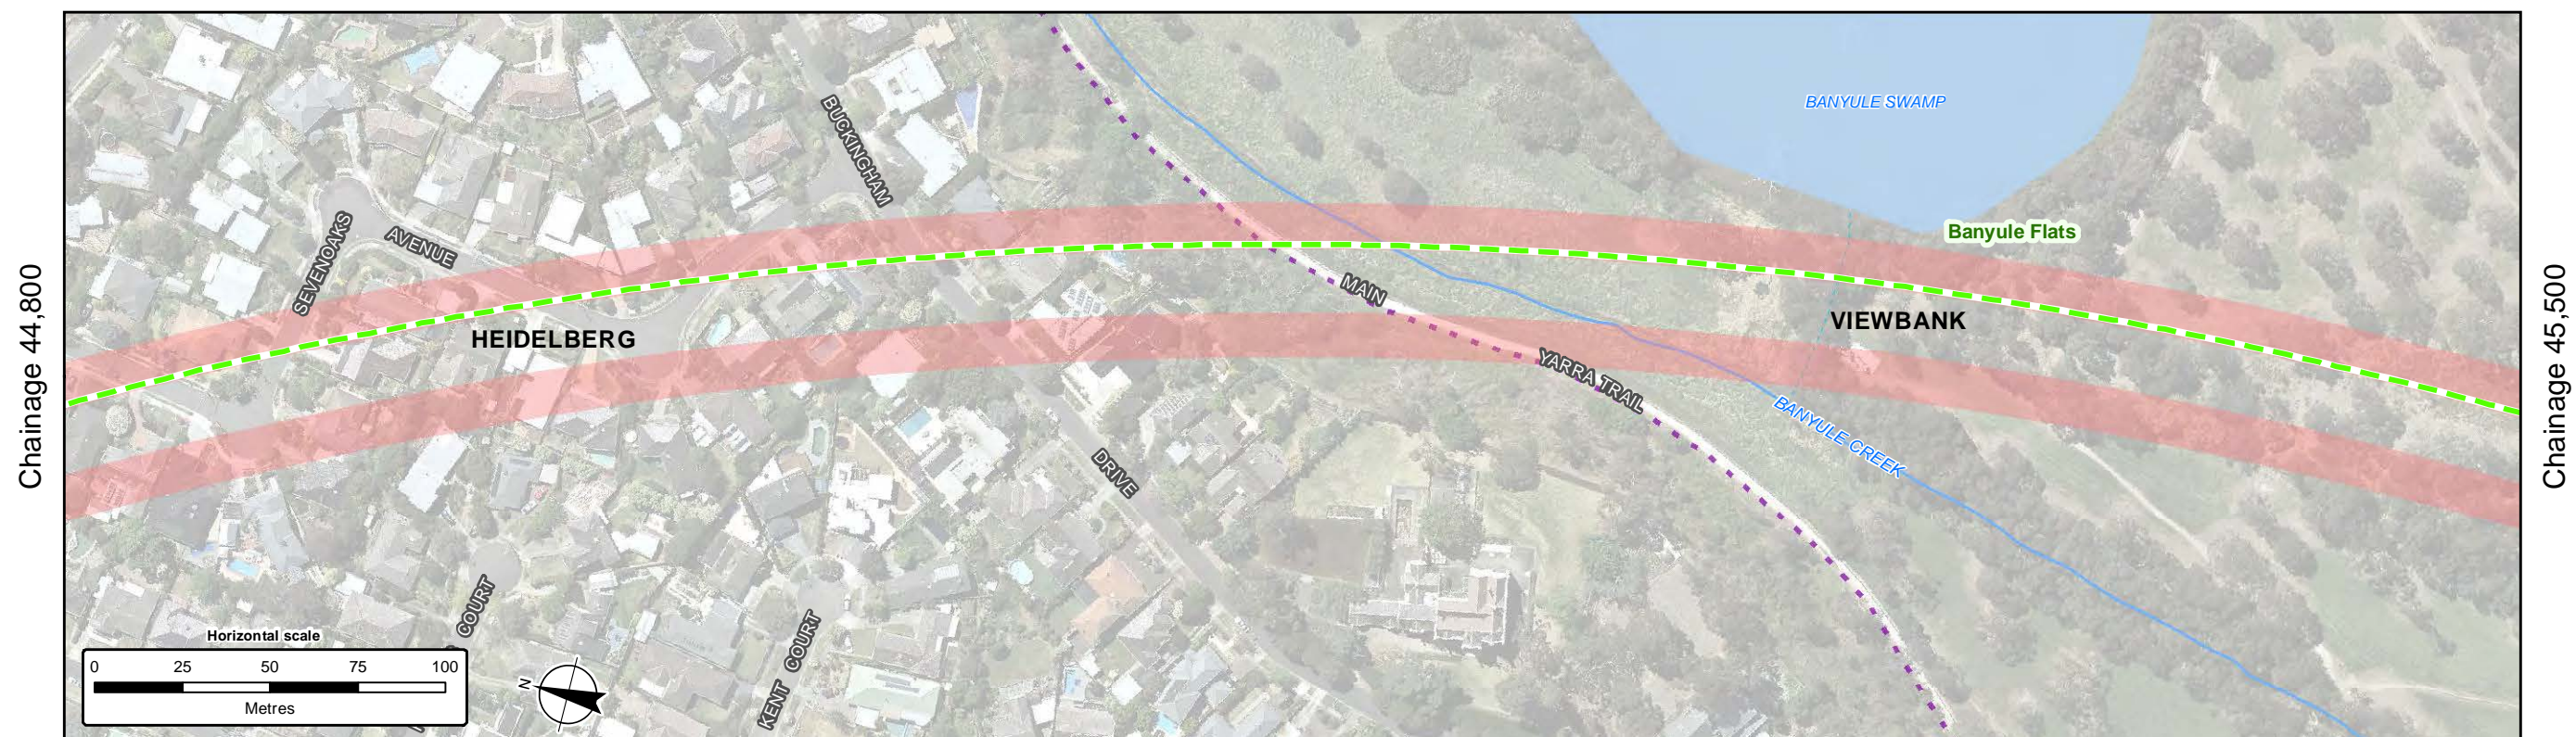 Chainage 44,800
BUCKINGHAM
BANYULE SWAMP
SEVENOAKS
AVENUE
Banyule Flats
MAIN
HEIDELBERG
VIEWBANK
YARRA TRAIL
BANYULE CREEK
DRIVE
COURT
KENT COURT
Horizontal scale
0 25 50 75 100
Metres
N
Chainage 45,500